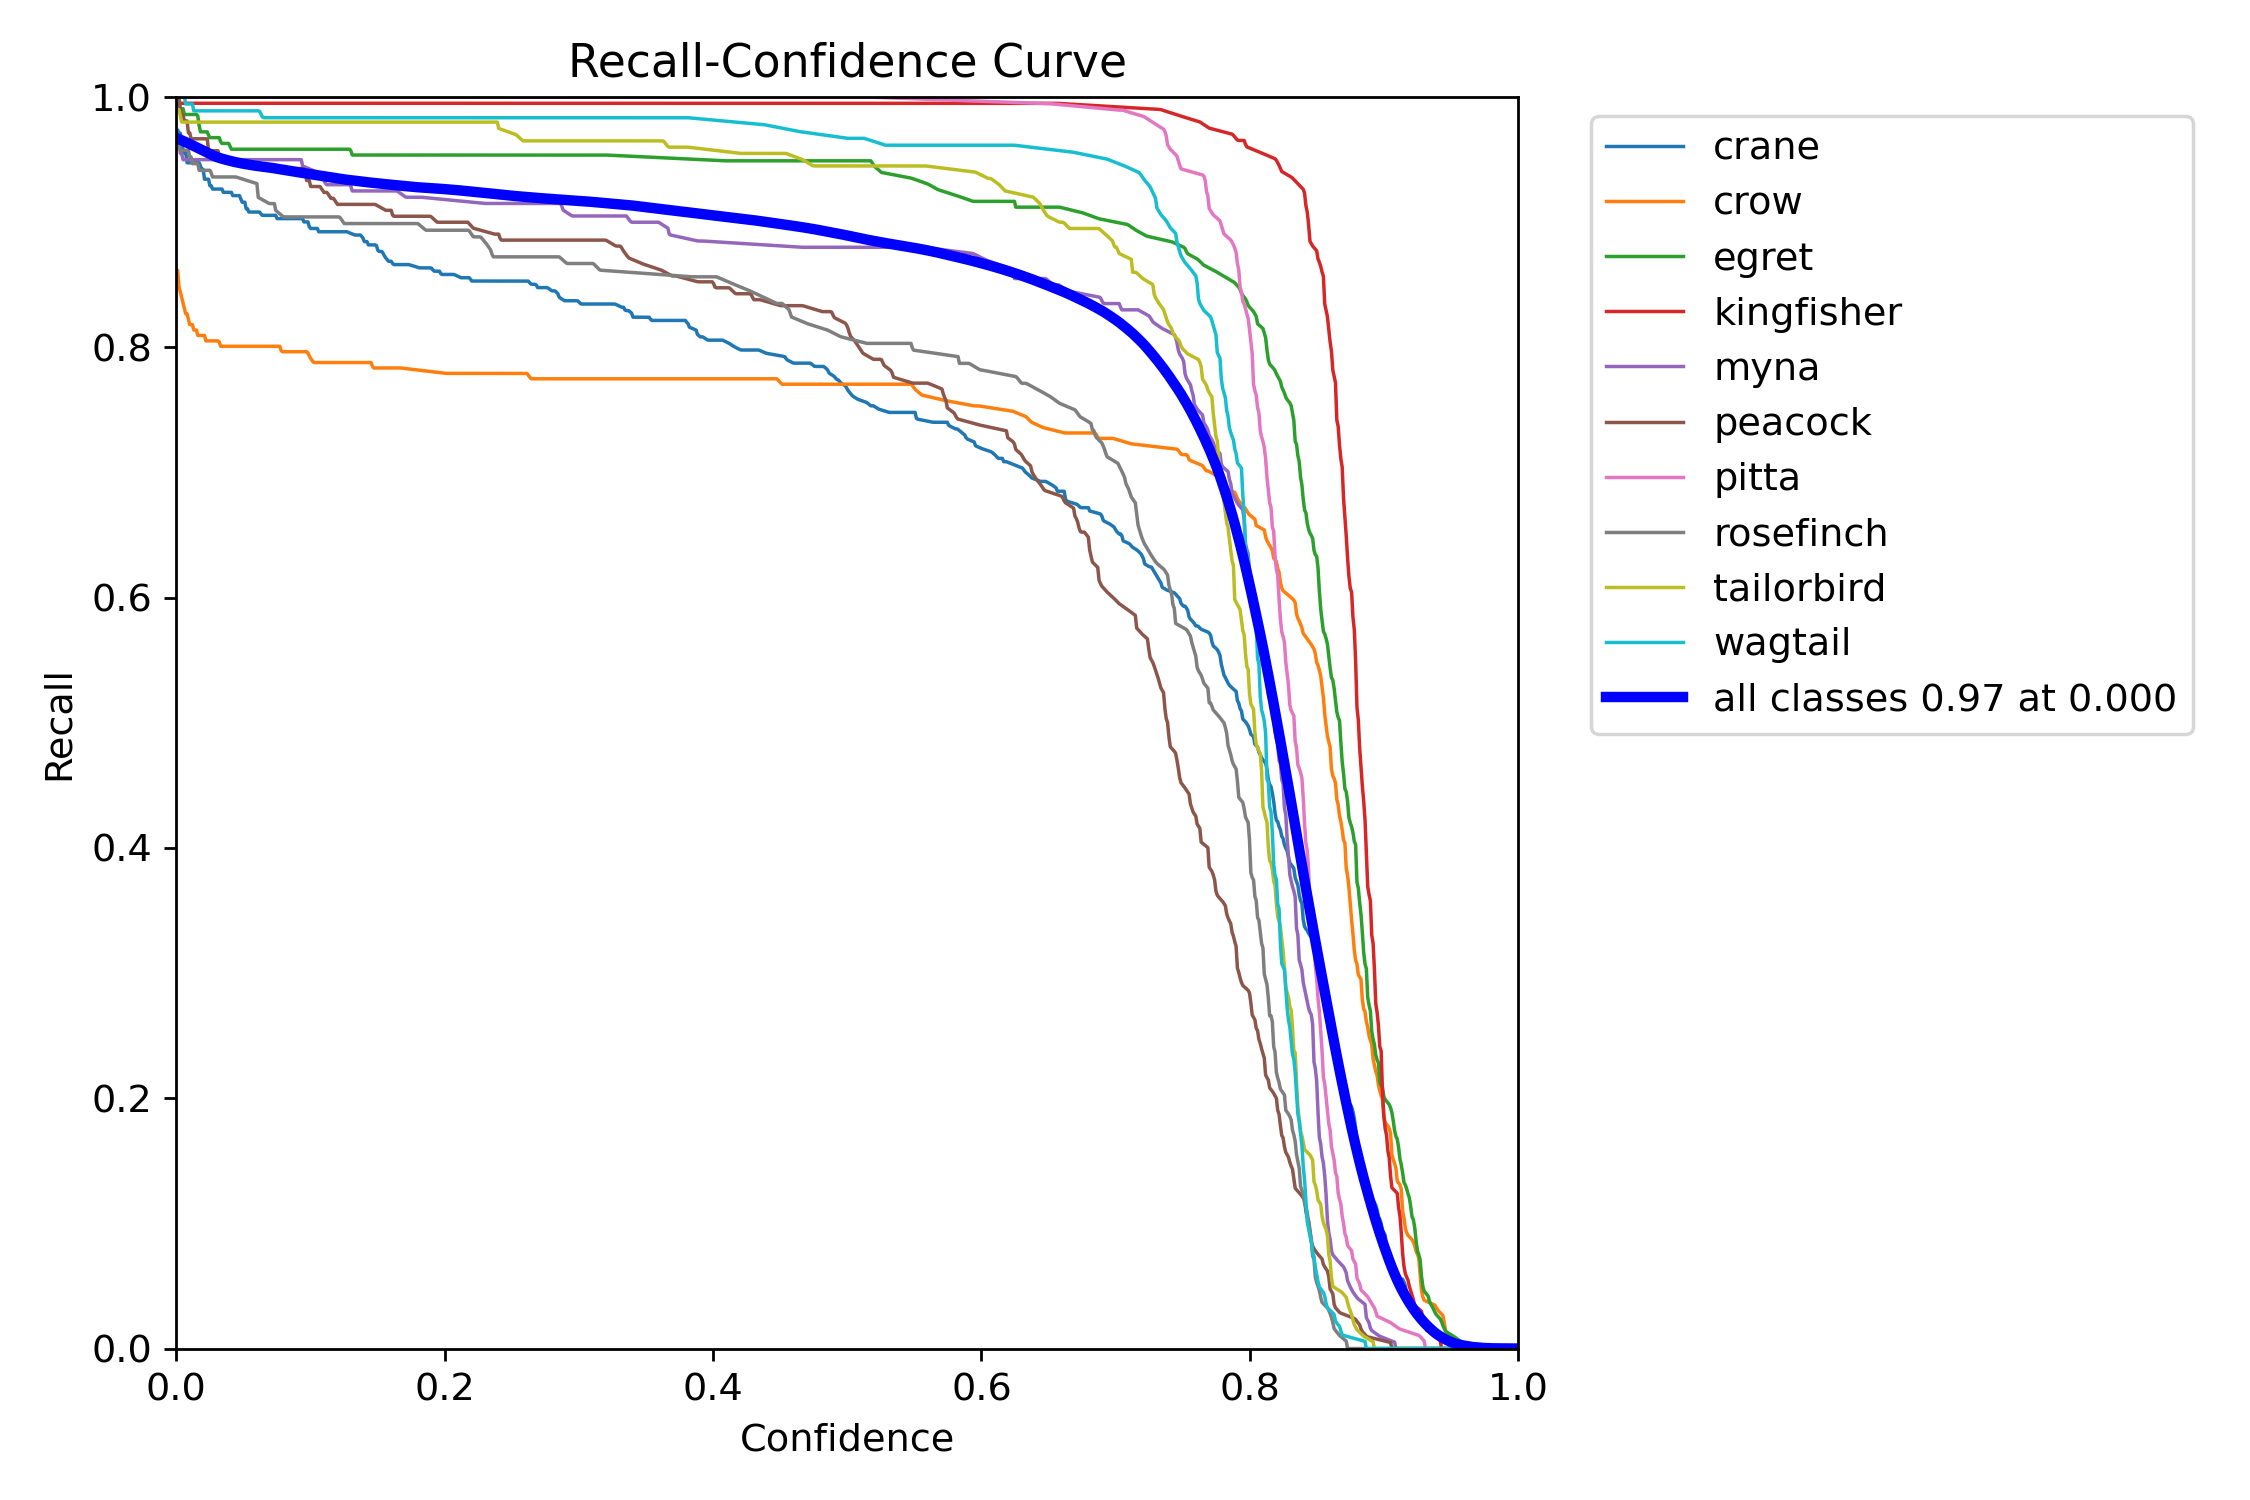 Recall-Confidence Curve
1.0
0.8
0.6
0.4
0.2
0.0
Recall
0.0 0.2 0.4 0.6 0.8 1.0
Confidence
crane
crow
egret
kingfisher
myna
peacock
pitta
rosefinch
tailorbird
wagtail
all classes 0.97 at 0.000